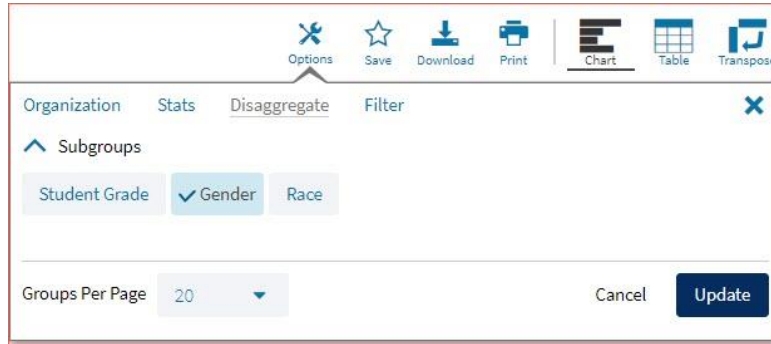 Options Save Download Print Chart Table Transpose
Organization Stats Disaggregate Filter
Subgroups
Student Grade Gender Race
Groups Per Page 20 Cancel Update